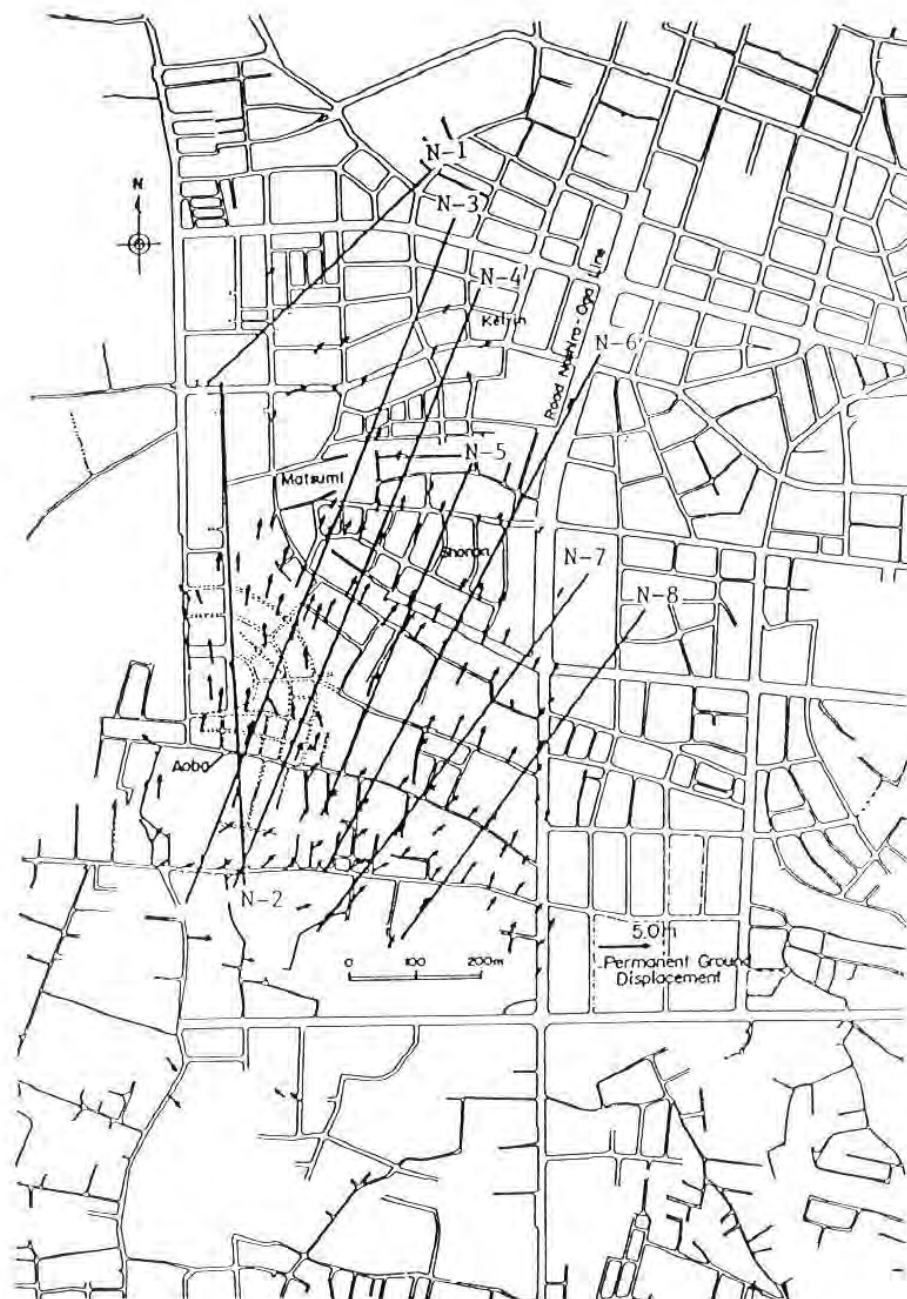 N-1
N
N-3
N-4
Keirin
Road Noshiro-Oga Line
N-6
N-5
Matsumi
Shonan
N-7
N-8
Aoba
N-2
0 100 200m
5.0m
Permanent Ground
Displacement